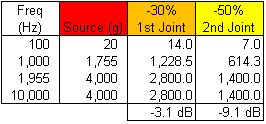 Freq (Hz) Source (g) -30% 1st Joint -50% 2nd Joint
100 20 14.0 7.0
1,000 1,755 1,228.5 614.3
1,955 4,000 2,800.0 1,400.0
10,000 4,000 2,800.0 1,400.0
-3.1 dB -9.1 dB